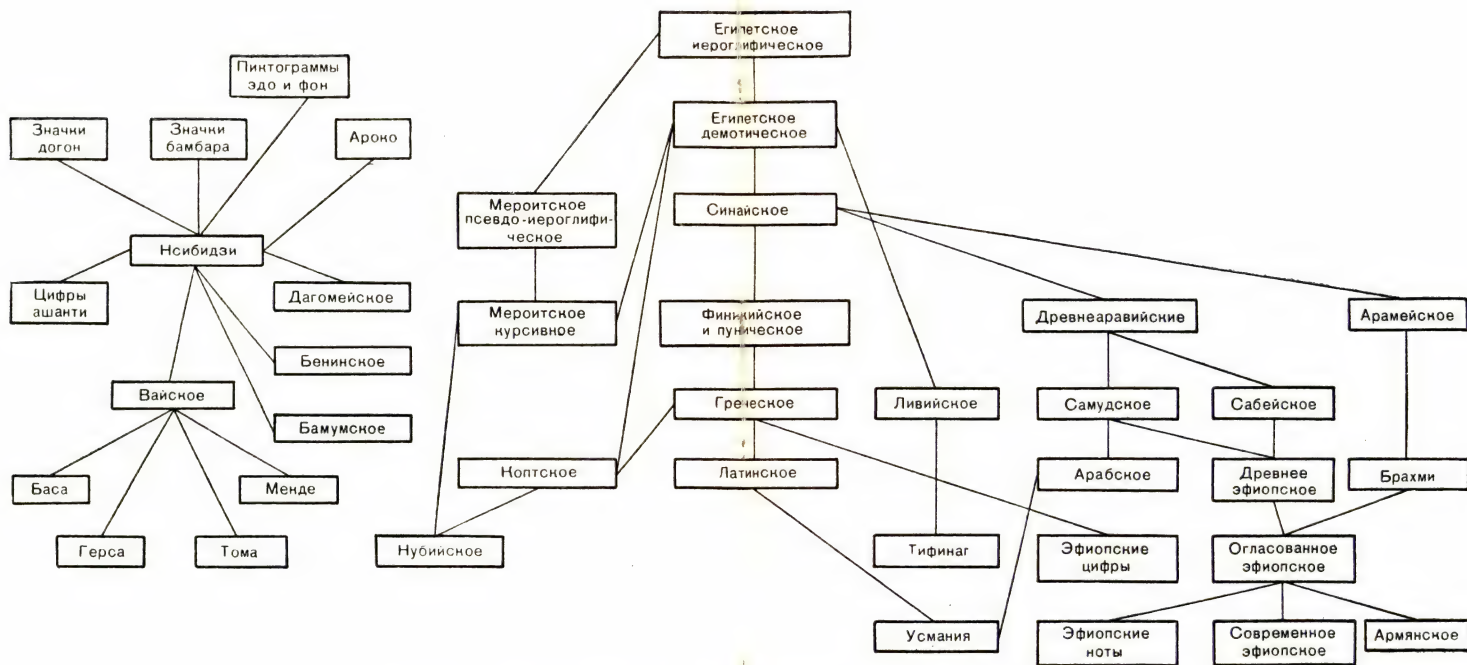 Египетское
иероглифическое
Пиктограммы
эдо и фон
Значки
догон
Значки
бамбара
Ароко
Египетское
демотическое
Мероитское
псевдо-иероглифи-
ческое
Синайское
Нсибидзи
Цифры
ашанти
Дагомейское
Мероитское
курсивное
Финикийское
и пуническое
Древнеаравийские
Арамейское
Бенинское
Вайское
Бамумское
Греческое
Ливийское
Самудское
Сабейское
Баса
Менде
Коптское
Латинское
Арабское
Древнее
эфиопское
Брахми
Герса
Тома
Нубийское
Тифинаг
Эфиопские
цифры
Огласованное
эфиопское
Усмания
Эфиопские
ноты
Современное
эфиопское
Армянское